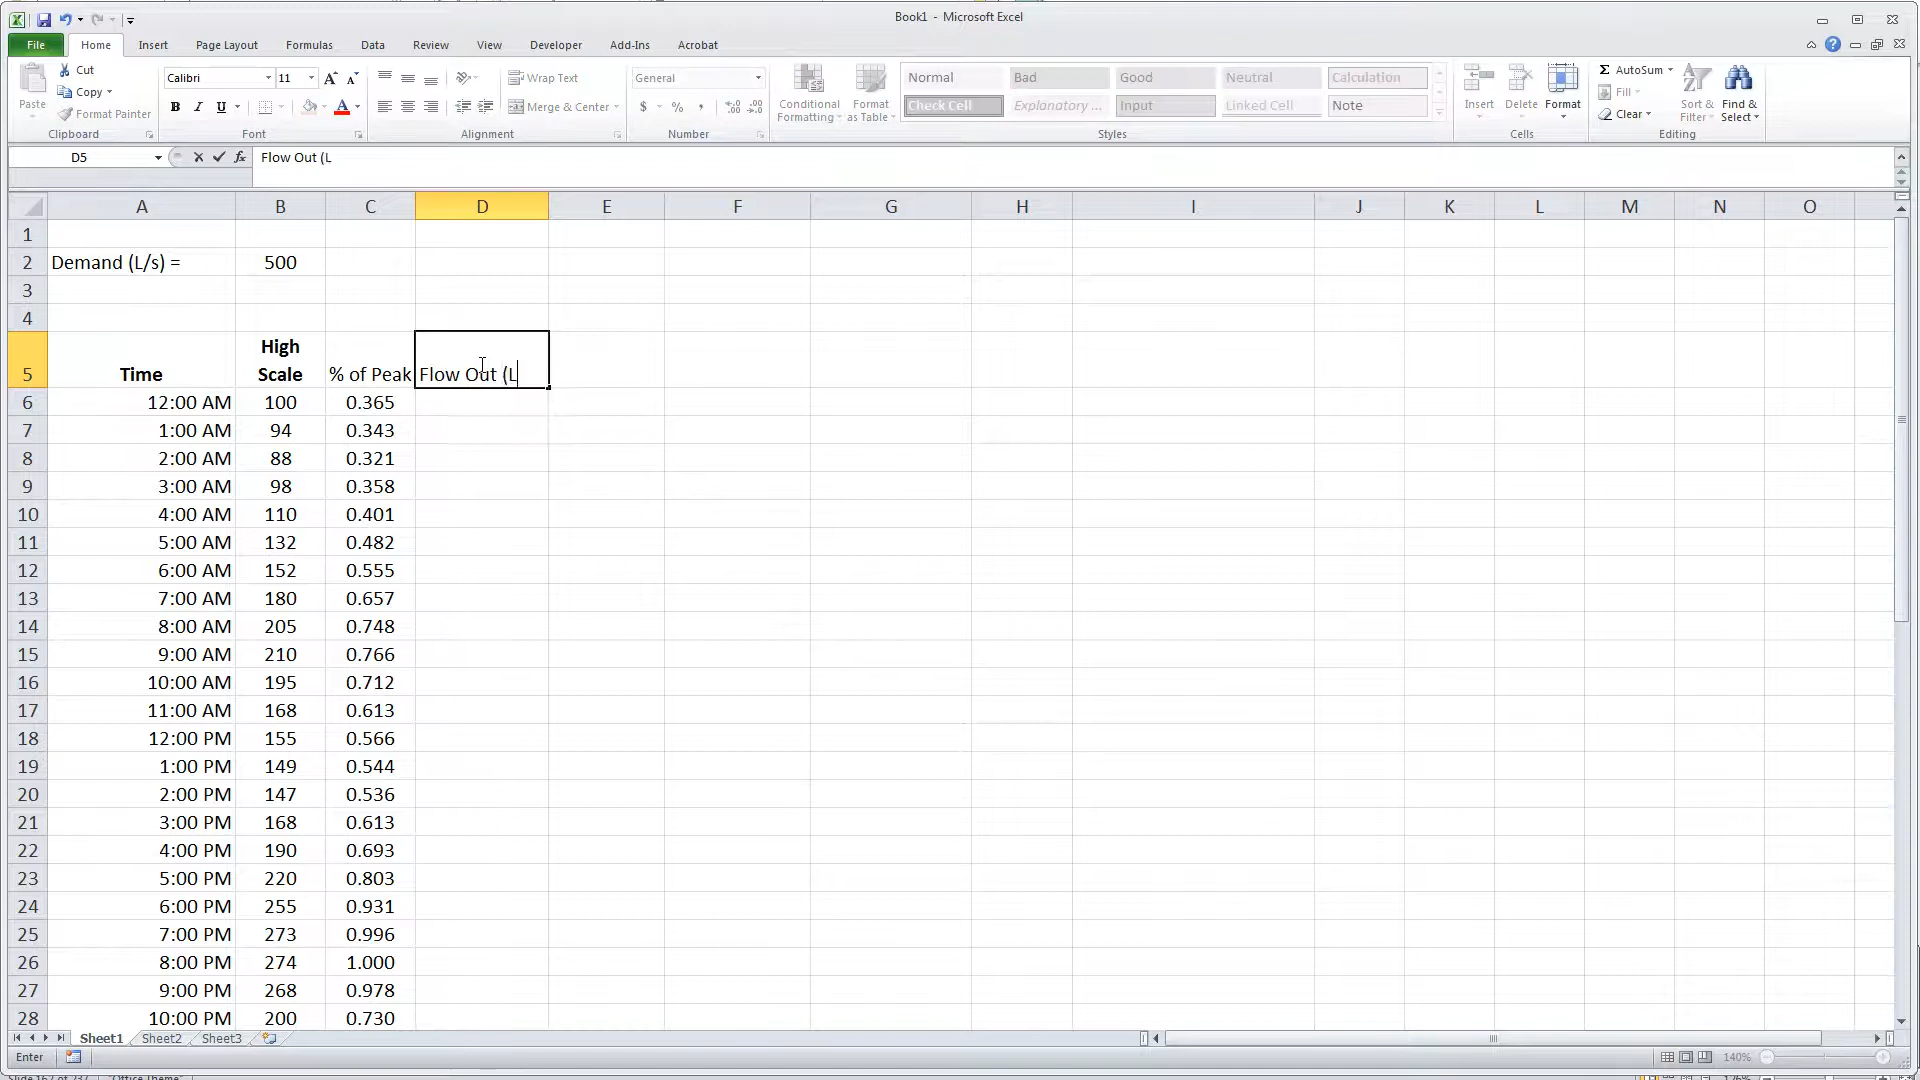 Book1 - Microsoft Excel
File Home Insert Page Layout Formulas Data Review View Developer Add-Ins Acrobat
Paste
Cut
Copy
Format Painter
Clipboard
Calibri 11
B I U
Font
Wrap Text
Merge & Center
Alignment
General
$ % ,
Number
Conditional Formatting
Format as Table
Normal Bad Good Neutral Calculation
Check Cell Explanatory ... Input Linked Cell Note
Styles
Insert Delete Format
Cells
Σ AutoSum
Fill
Clear
Sort & Filter
Find & Select
Editing
D5 fx Flow Out (L
A B C D E F G H I J K L M N O
1
2 Demand (L/s) = 500
3
4
5 Time High Scale % of Peak Flow Out (L
6 12:00 AM 100 0.365
7 1:00 AM 94 0.343
8 2:00 AM 88 0.321
9 3:00 AM 98 0.358
10 4:00 AM 110 0.401
11 5:00 AM 132 0.482
12 6:00 AM 152 0.555
13 7:00 AM 180 0.657
14 8:00 AM 205 0.748
15 9:00 AM 210 0.766
16 10:00 AM 195 0.712
17 11:00 AM 168 0.613
18 12:00 PM 155 0.566
19 1:00 PM 149 0.544
20 2:00 PM 147 0.536
21 3:00 PM 168 0.613
22 4:00 PM 190 0.693
23 5:00 PM 220 0.803
24 6:00 PM 255 0.931
25 7:00 PM 273 0.996
26 8:00 PM 274 1.000
27 9:00 PM 268 0.978
28 10:00 PM 200 0.730
Sheet1 Sheet2 Sheet3
Enter 140%